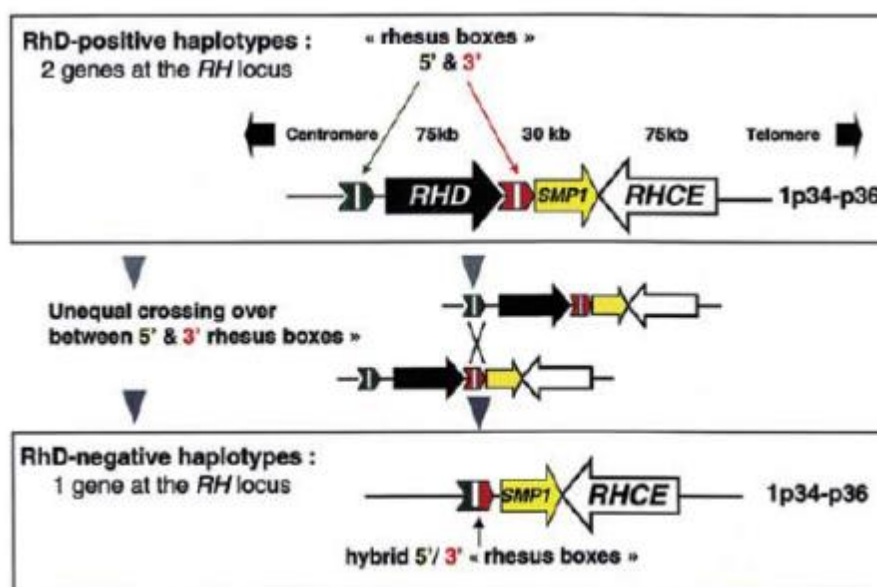 RhD-positive haplotypes :
2 genes at the RH locus
« rhesus boxes »
5' & 3'
Centromere 75kb 30 kb 75kb Telomere
RHD SMP1 RHCE 1p34-p36
Unequal crossing over
between 5' & 3' rhesus boxes »
RhD-negative haplotypes :
1 gene at the RH locus
SMP1 RHCE 1p34-p36
hybrid 5'/ 3' « rhesus boxes »